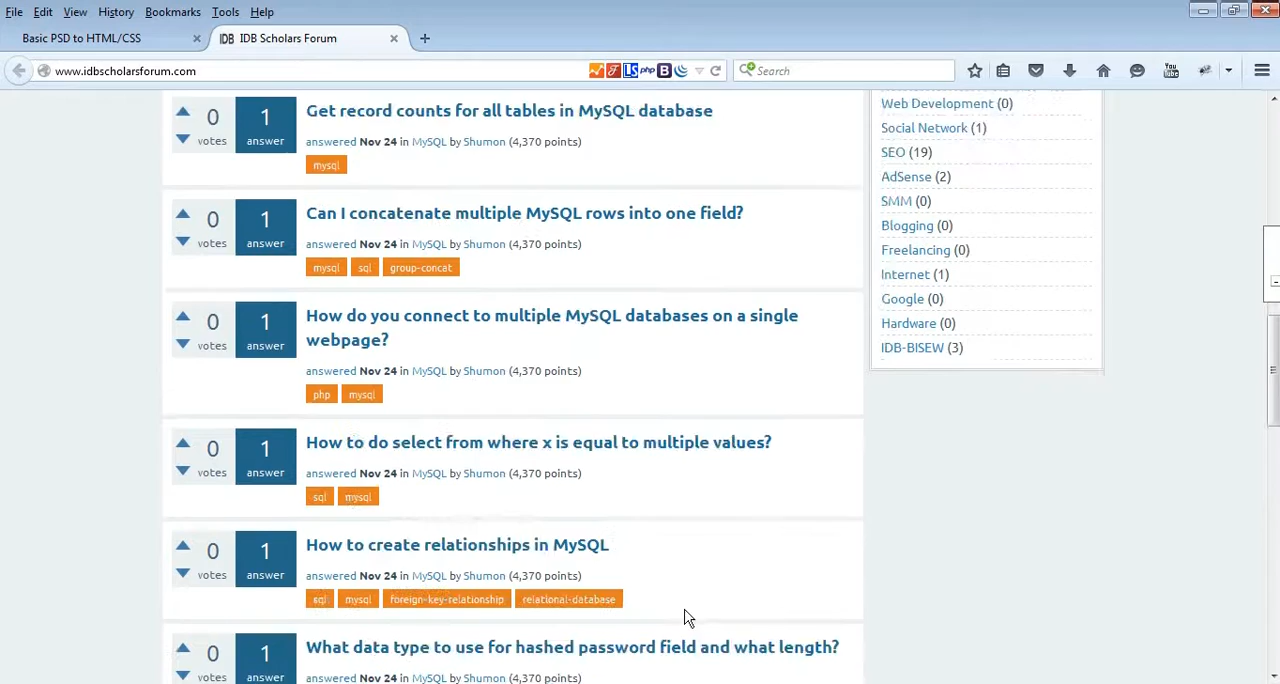 File Edit View History Bookmarks Tools Help
Basic PSD to HTML/CSS × IDB IDB Scholars Forum × +
www.idbscholarsforum.com Search
0 votes 1 answer
Get record counts for all tables in MySQL database
answered Nov 24 in MySQL by Shumon (4,370 points)
mysql
0 votes 1 answer
Can I concatenate multiple MySQL rows into one field?
answered Nov 24 in MySQL by Shumon (4,370 points)
mysql sql group-concat
0 votes 1 answer
How do you connect to multiple MySQL databases on a single
webpage?
answered Nov 24 in MySQL by Shumon (4,370 points)
php mysql
0 votes 1 answer
How to do select from where x is equal to multiple values?
answered Nov 24 in MySQL by Shumon (4,370 points)
sql mysql
0 votes 1 answer
How to create relationships in MySQL
answered Nov 24 in MySQL by Shumon (4,370 points)
sql mysql foreign-key-relationship relational-database
0 votes 1 answer
What data type to use for hashed password field and what length?
answered Nov 24 in MySQL by Shumon (4,370 points)
Web Development (0)
Social Network (1)
SEO (19)
AdSense (2)
SMM (0)
Blogging (0)
Freelancing (0)
Internet (1)
Google (0)
Hardware (0)
IDB-BISEW (3)